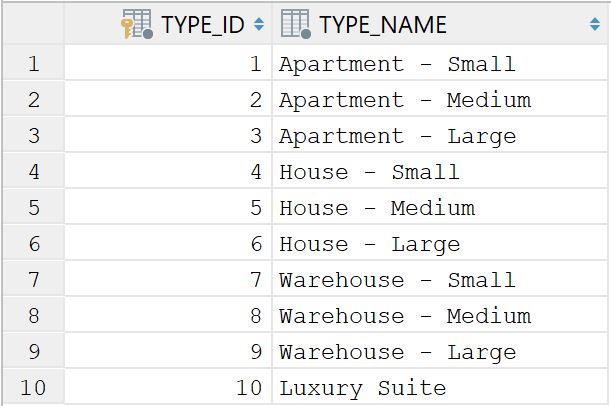 TYPE_ID TYPE_NAME
1 1 Apartment - Small
2 2 Apartment - Medium
3 3 Apartment - Large
4 4 House - Small
5 5 House - Medium
6 6 House - Large
7 7 Warehouse - Small
8 8 Warehouse - Medium
9 9 Warehouse - Large
10 10 Luxury Suite